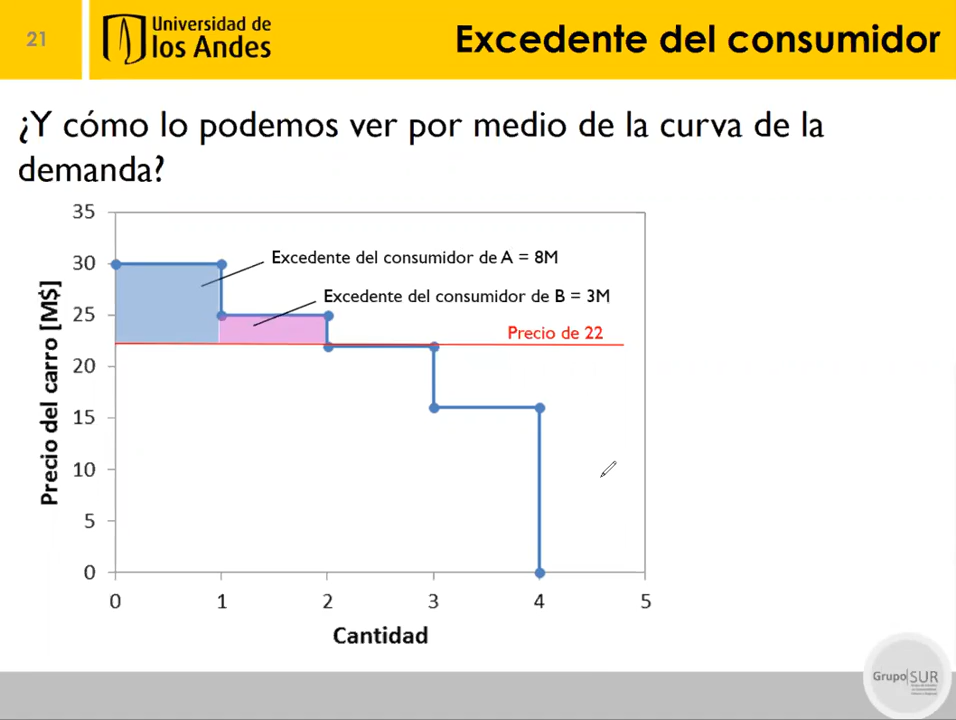 21
Universidad de
los Andes
Excedente del consumidor
¿Y cómo lo podemos ver por medio de la curva de la
demanda?
35
30
25
20
15
10
5
0
Precio del carro [M$]
Excedente del consumidor de A = 8M
Excedente del consumidor de B = 3M
Precio de 22
0 1 2 3 4 5
Cantidad
Grupo|SUR